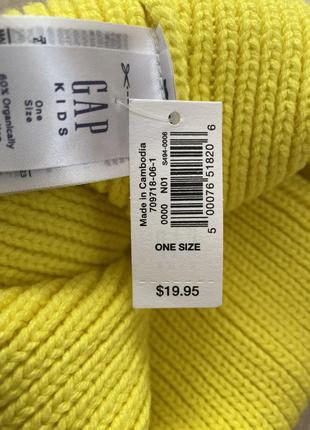 GAP
KIDS
One
Size
60% Organically
Made in Cambodia
709718-06-1
0000 N01
S494-0006
5 00076 51820 6
ONE SIZE
$19.95